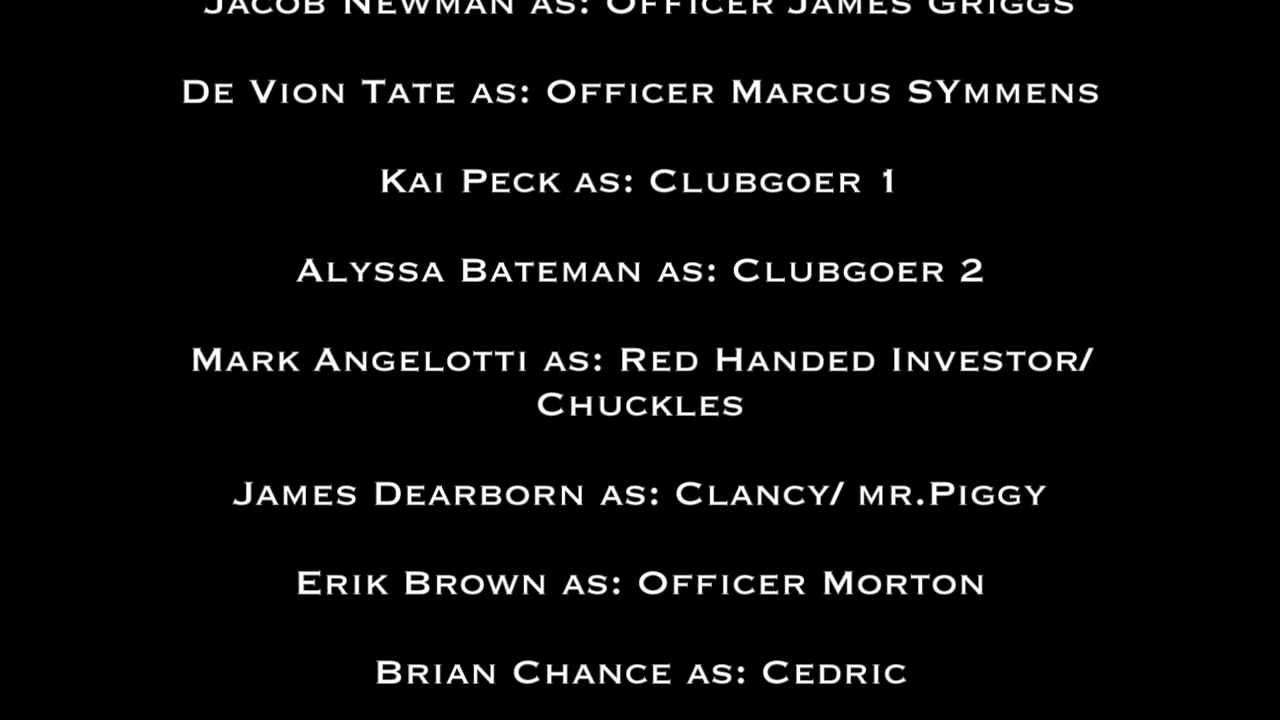 Jacob Newman as: Officer James Griggs
De Vion Tate as: Officer Marcus SYmmens
Kai Peck as: Clubgoer 1
Alyssa Bateman as: Clubgoer 2
Mark Angelotti as: Red Handed Investor/
Chuckles
James Dearborn as: Clancy/ mr.Piggy
Erik Brown as: Officer Morton
Brian Chance as: Cedric